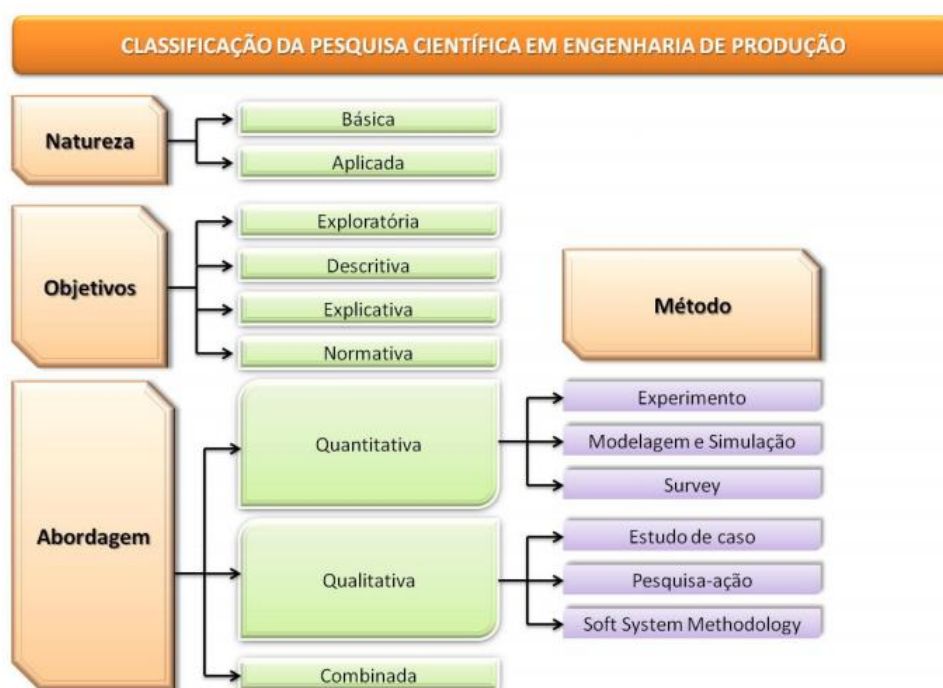 CLASSIFICAÇÃO DA PESQUISA CIENTÍFICA EM ENGENHARIA DE PRODUÇÃO
Natureza
Básica
Aplicada
Objetivos
Exploratória
Descritiva
Explicativa
Normativa
Método
Abordagem
Quantitativa
Experimento
Modelagem e Simulação
Survey
Qualitativa
Estudo de caso
Pesquisa-ação
Soft System Methodology
Combinada